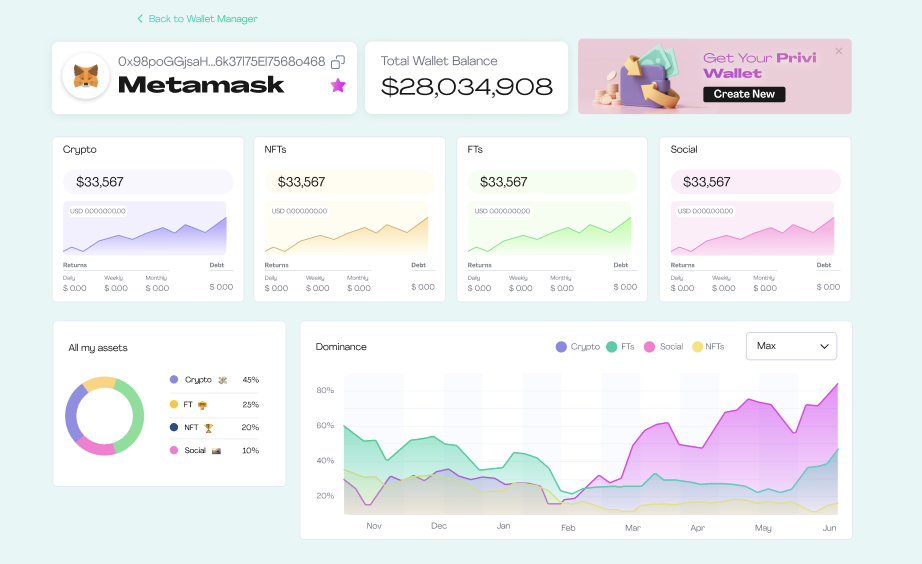 Back to Wallet Manager
0x98poGGjsaH...6k37l75El7568o468
Metamask
Total Wallet Balance
$28,034,908
Get Your Privi
Wallet
Create New
Crypto
$33,567
USD 0.000000,00
Returns Debt
Daily Weekly Monthly
$ 0.00 $ 0.00 $ 0.00 $ 0.00
NFTs
$33,567
USD 0.000.000,00
Returns Debt
Daily Weekly Monthly
$ 0.00 $ 0.00 $ 0.00 $ 0.00
FTs
$33,567
USD 0.000.000,00
Returns Debt
Daily Weekly Monthly
$ 0.00 $ 0.00 $ 0.00 $ 0.00
Social
$33,567
USD 0.000.000,00
Returns Debt
Daily Weekly Monthly
$ 0.00 $ 0.00 $ 0.00 $ 0.00
All my assets
Crypto 45%
FT 25%
NFT 20%
Social 10%
Dominance
Crypto FTs Social NFTs
Max
80%
60%
40%
20%
Nov Dec Jan Feb Mar Apr May Jun